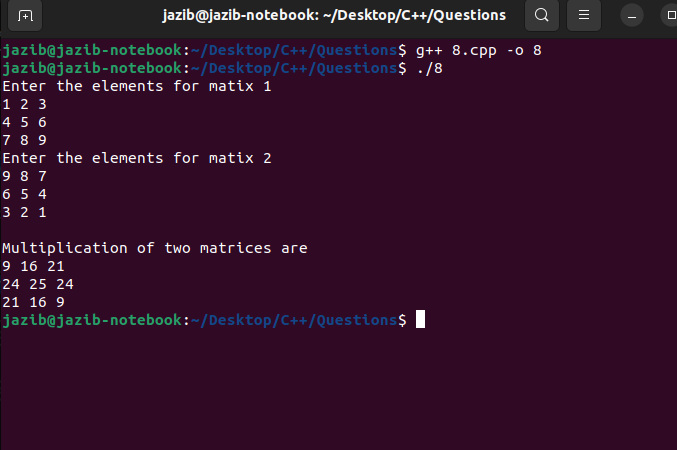 jazib@jazib-notebook: ~/Desktop/C++/Questions
jazib@jazib-notebook:~/Desktop/C++/Questions$ g++ 8.cpp -o 8
jazib@jazib-notebook:~/Desktop/C++/Questions$ ./8
Enter the elements for matix 1
1 2 3
4 5 6
7 8 9
Enter the elements for matix 2
9 8 7
6 5 4
3 2 1
Multiplication of two matrices are
9 16 21
24 25 24
21 16 9
jazib@jazib-notebook:~/Desktop/C++/Questions$